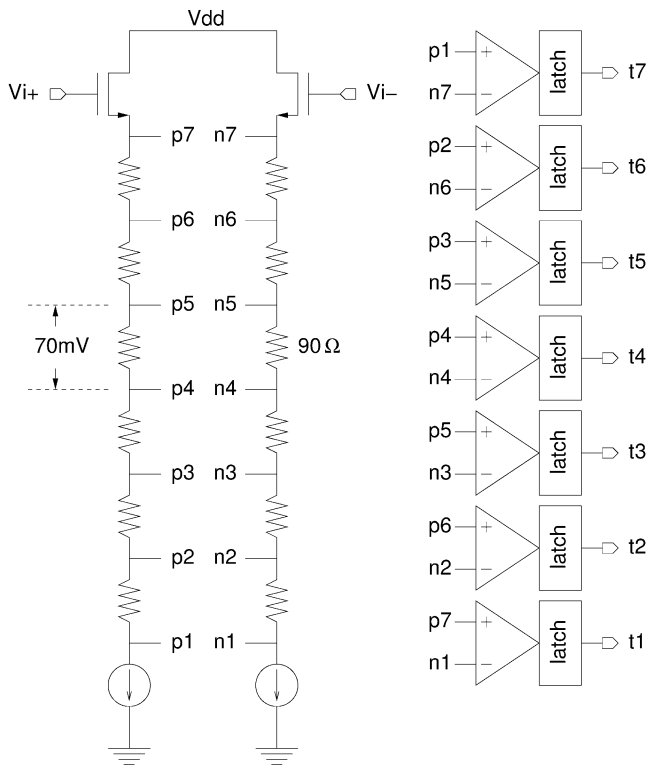 Vdd
Vi+
Vi−
p7 n7
p6 n6
p5 n5
70mV
90Ω
p4 n4
p3 n3
p2 n2
p1 n1
p1 +
n7 −
latch
t7
p2 +
n6 −
latch
t6
p3 +
n5 −
latch
t5
p4 +
n4 −
latch
t4
p5 +
n3 −
latch
t3
p6 +
n2 −
latch
t2
p7 +
n1 −
latch
t1